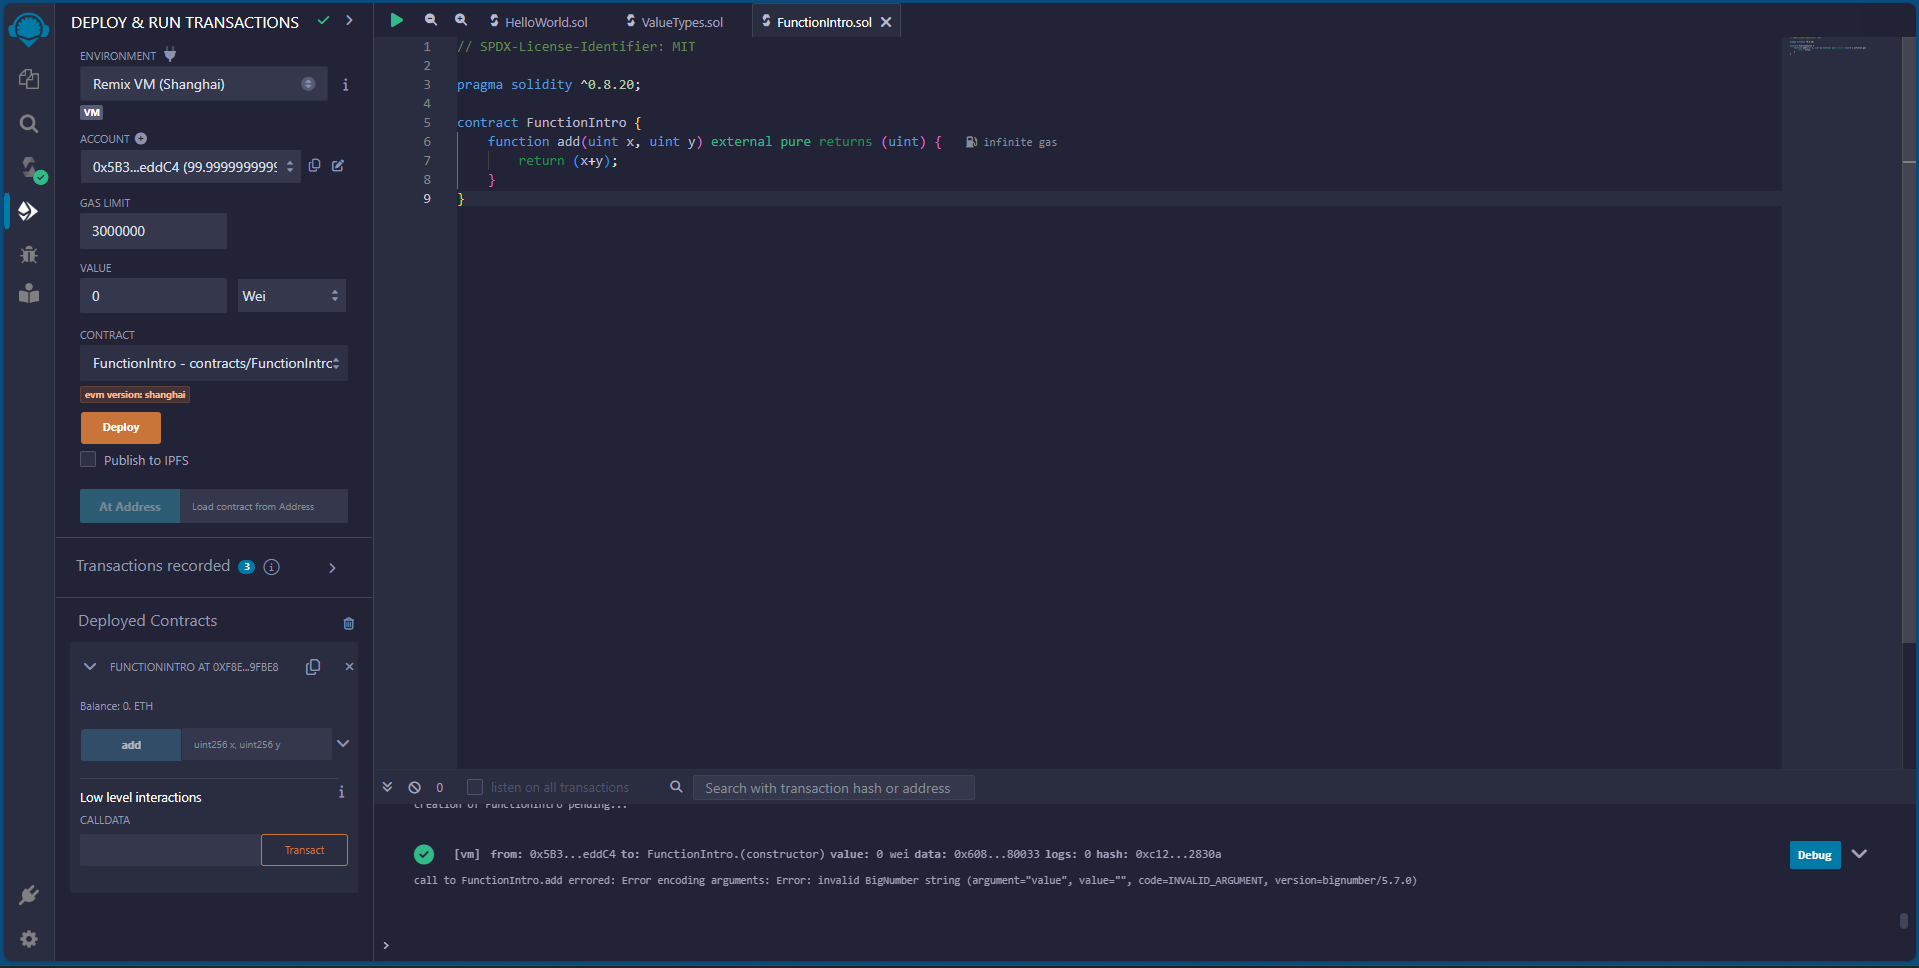 DEPLOY & RUN TRANSACTIONS
ENVIRONMENT
Remix VM (Shanghai)
VM
ACCOUNT
0x5B3...eddC4 (99.9999999999
GAS LIMIT
3000000
VALUE
0
Wei
CONTRACT
FunctionIntro - contracts/FunctionIntro
evm version: shanghai
Deploy
Publish to IPFS
At Address
Load contract from Address
Transactions recorded 3
Deployed Contracts
FUNCTIONINTRO AT 0XF8E...9FBE8
Balance: 0. ETH
add
uint256 x, uint256 y
Low level interactions
CALLDATA
Transact
HelloWorld.sol
ValueTypes.sol
FunctionIntro.sol
1 // SPDX-License-Identifier: MIT
2
3 pragma solidity ^0.8.20;
4
5 contract FunctionIntro {
6 function add(uint x, uint y) external pure returns (uint) { infinite gas
7 return (x+y);
8 }
9 }
0
listen on all transactions
Search with transaction hash or address
creation of FunctionIntro pending...
[vm] from: 0x5B3...eddC4 to: FunctionIntro.(constructor) value: 0 wei data: 0x608...80033 logs: 0 hash: 0xc12...2830a
Debug
call to FunctionIntro.add errored: Error encoding arguments: Error: invalid BigNumber string (argument="value", value="", code=INVALID_ARGUMENT, version=bignumber/5.7.0)
>